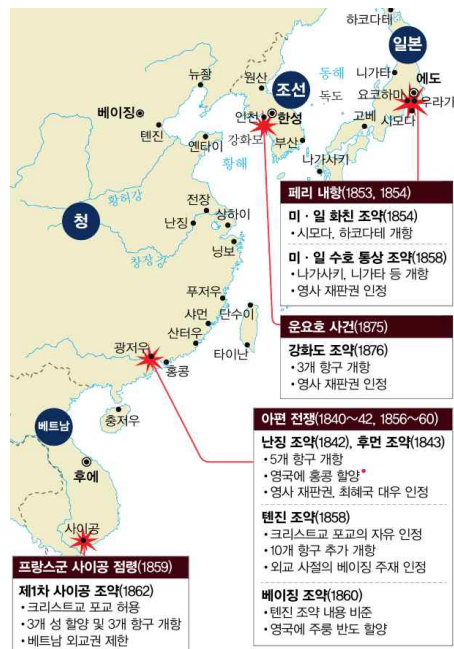 하코다테
일본
뉴좡
원산
조선
동해
니가타
에도
베이징
독도
요코하마
우라가
인천
한성
톈진
강화도
고베
시모다
옌타이
부산
황해
나가사키
황허강
전장
청
난징
상하이
창장강
닝보
푸저우
샤먼
단수이
산터우
광저우
타이난
홍콩
베트남
충저우
후에
사이공
페리 내항(1853, 1854)
미·일 화친 조약(1854)
•시모다, 하코다테 개항
미·일 수호 통상 조약(1858)
•나가사키, 니가타 등 개항
•영사 재판권 인정
운요호 사건(1875)
강화도 조약(1876)
•3개 항구 개항
•영사 재판권 인정
아편 전쟁(1840～42, 1856～60)
난징 조약(1842), 후먼 조약(1843)
•5개 항구 개항
•영국에 홍콩 할양
•영사 재판권, 최혜국 대우 인정
톈진 조약(1858)
•크리스트교 포교의 자유 인정
•10개 항구 추가 개항
•외교 사절의 베이징 주재 인정
베이징 조약(1860)
•톈진 조약 내용 비준
•영국에 주룽 반도 할양
프랑스군 사이공 점령(1859)
제1차 사이공 조약(1862)
•크리스트교 포교 허용
•3개 성 할양 및 3개 항구 개항
•베트남 외교권 제한